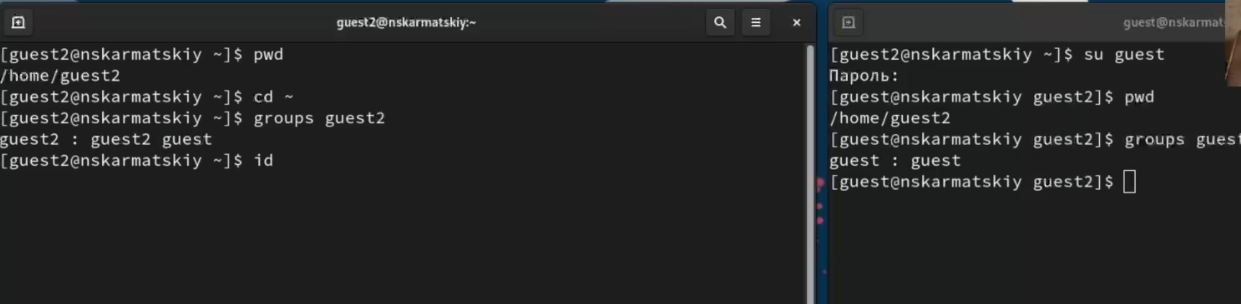 guest2@nskarmatskiy:~
[guest2@nskarmatskiy ~]$ pwd
/home/guest2
[guest2@nskarmatskiy ~]$ cd ~
[guest2@nskarmatskiy ~]$ groups guest2
guest2 : guest2 guest
[guest2@nskarmatskiy ~]$ id
guest@nskarmat
[guest2@nskarmatskiy ~]$ su guest
Пароль:
[guest@nskarmatskiy guest2]$ pwd
/home/guest2
[guest@nskarmatskiy guest2]$ groups guest
guest : guest
[guest@nskarmatskiy guest2]$